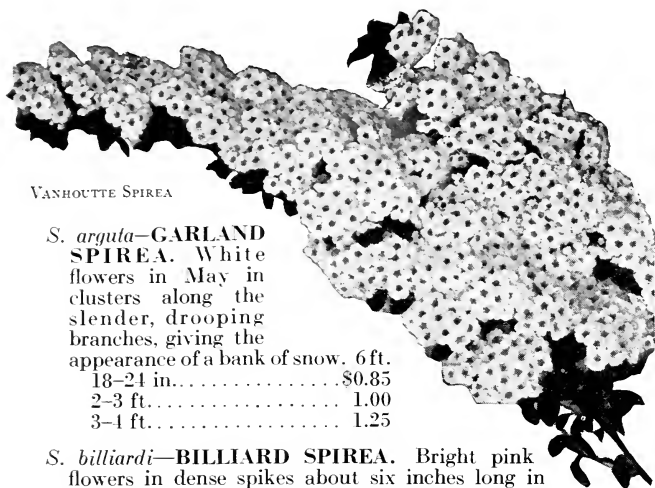 VANHOUTTE SPIREA
S. arguta—GARLAND
SPIREA. White
flowers in May in
clusters along the
slender, drooping
branches, giving the
appearance of a bank of snow. 6 ft.
18–24 in.................$0.85
2–3 ft................... 1.00
3–4 ft................... 1.25
S. billiardi—BILLIARD SPIREA. Bright pink
flowers in dense spikes about six inches long in